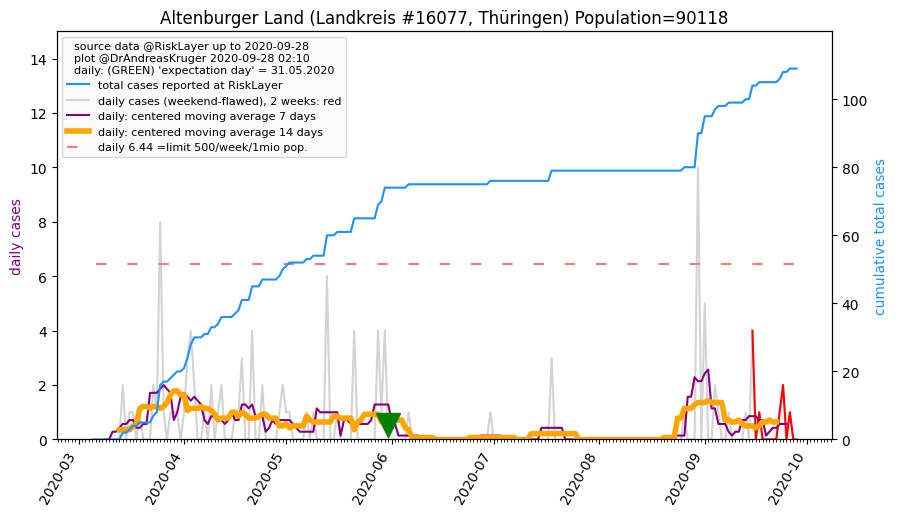 Altenburger Land (Landkreis #16077, Thüringen) Population=90118
source data @RiskLayer up to 2020-09-28
plot @DrAndreasKruger 2020-09-28 02:10
daily: (GREEN) 'expectation day' = 31.05.2020
total cases reported at RiskLayer
daily cases (weekend-flawed), 2 weeks: red
daily: centered moving average 7 days
daily: centered moving average 14 days
daily 6.44 =limit 500/week/1mio pop.
daily cases
14
12
10
8
6
4
2
0
cumulative total cases
100
80
60
40
20
0
2020-03
2020-04
2020-05
2020-06
2020-07
2020-08
2020-09
2020-10